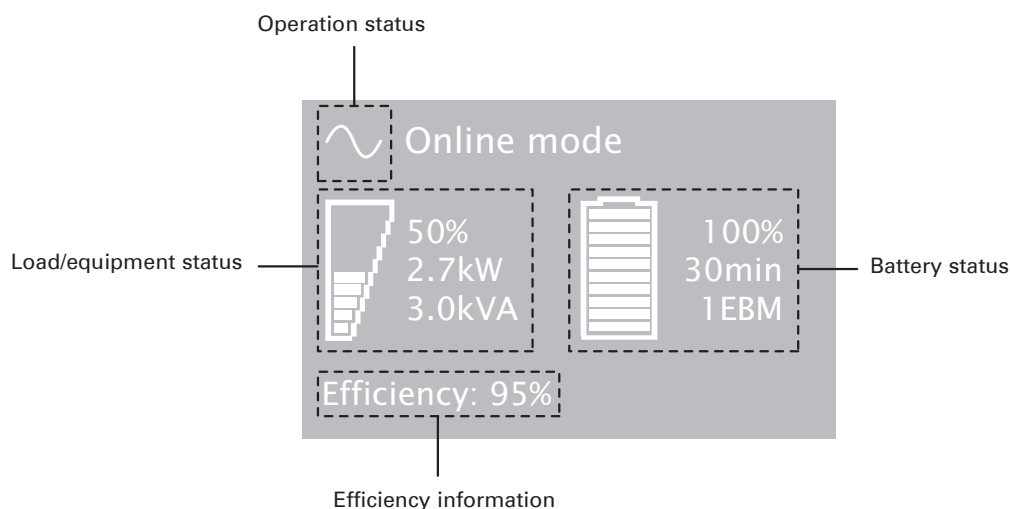 Operation status
Online mode
Load/equipment status
50%
2.7kW
3.0kVA
100%
30min
1EBM
Battery status
Efficiency: 95%
Efficiency information